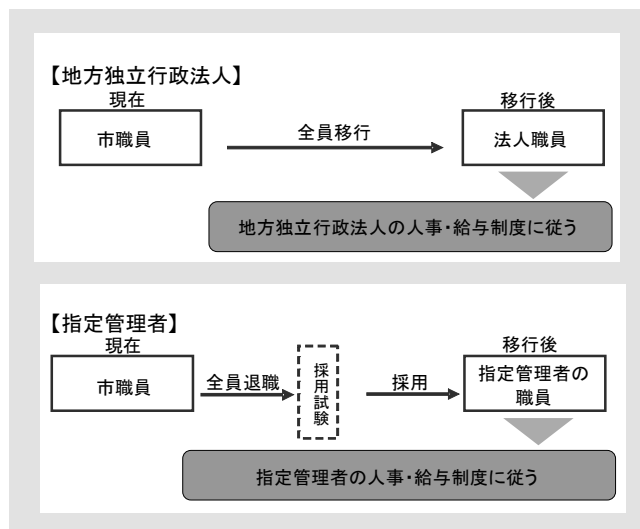 【地方独立行政法人】
現在
移行後
市職員
全員移行
法人職員
地方独立行政法人の人事・給与制度に従う
【指定管理者】
現在
移行後
市職員
全員退職
採用試験
採用
指定管理者の
職員
指定管理者の人事・給与制度に従う